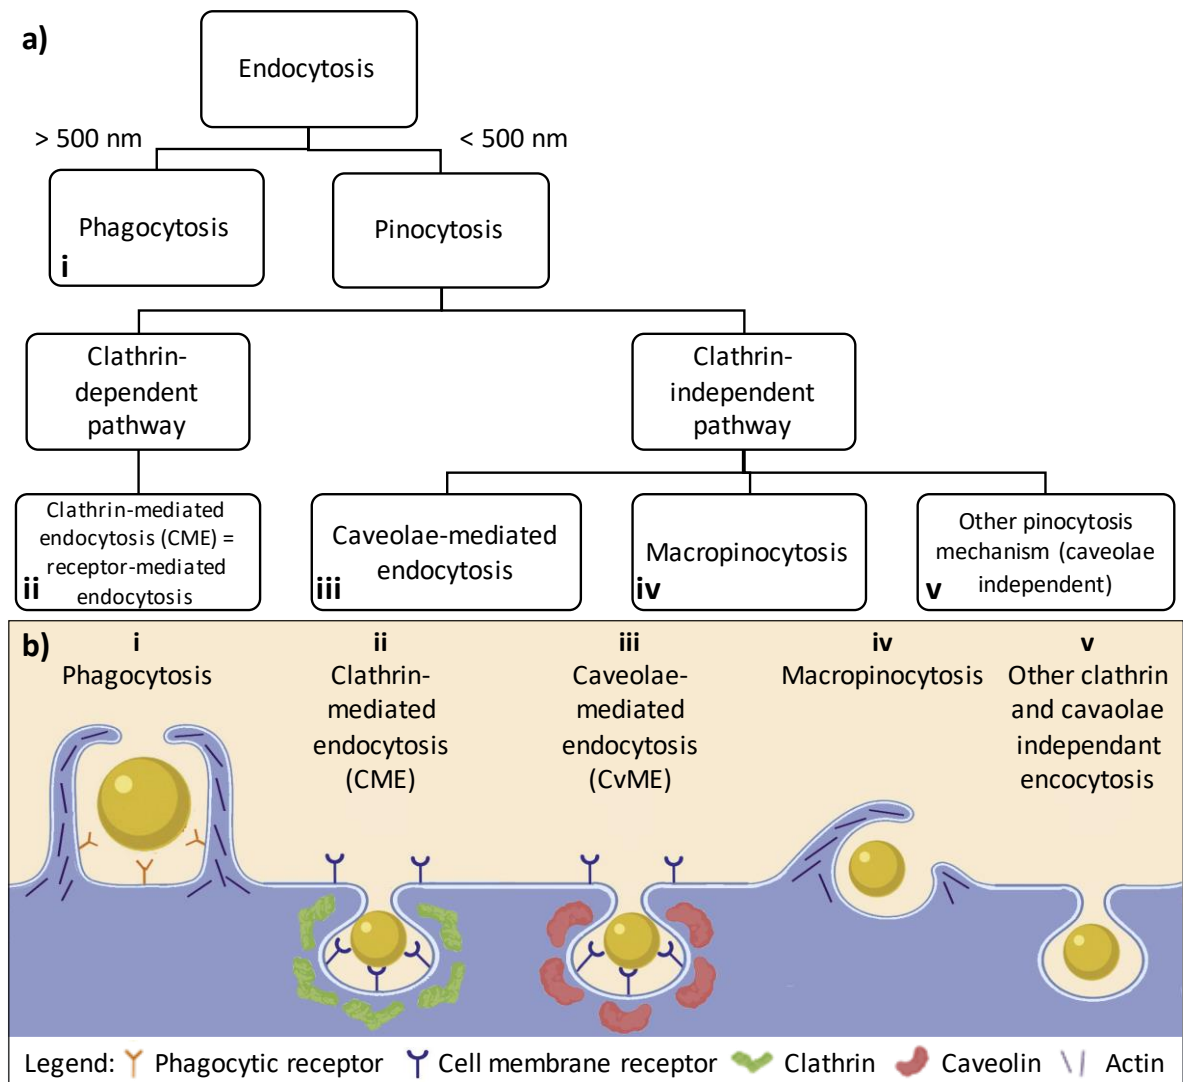 a)
Endocytosis
> 500 nm
< 500 nm
Phagocytosis
i
Pinocytosis
Clathrin-
dependent
pathway
Clathrin-
independent
pathway
Clathrin-mediated
endocytosis (CME) =
receptor-mediated
endocytosis
ii
Caveolae-mediated
endocytosis
iii
Macropinocytosis
iv
Other pinocytosis
mechanism (caveolae
independent)
v
b)
i
Phagocytosis
ii
Clathrin-
mediated
endocytosis
(CME)
iii
Caveolae-
mediated
endocytosis
(CvME)
iv
Macropinocytosis
v
Other clathrin
and cavaolae
independant
encocytosis
Legend: Phagocytic receptor Cell membrane receptor Clathrin Caveolin Actin